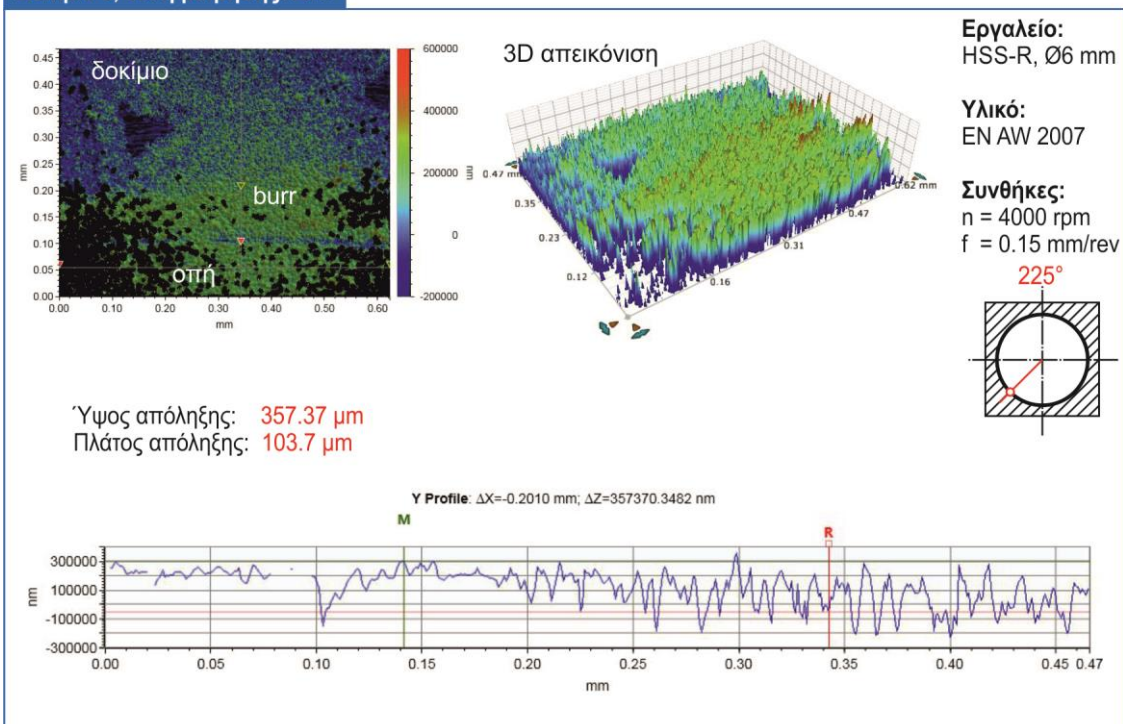 δοκίμιο
burr
οπή
0.45
0.40
0.35
0.30
0.25
0.20
0.15
0.10
0.05
0.00
mm
0.00 0.10 0.20 0.30 0.40 0.50 0.62
mm
600000
400000
200000
0
-200000
nm
3D απεικόνιση
0.47 mm
0.35
0.23
0.12
0.16
0.31
0.47
0.62 mm
Εργαλείο:
HSS-R, Ø6 mm
Υλικό:
EN AW 2007
Συνθήκες:
n = 4000 rpm
f = 0.15 mm/rev
225°
Ύψος απόληξης: 357.37 μm
Πλάτος απόληξης: 103.7 μm
Y Profile: ΔX=-0.2010 mm; ΔZ=357370.3482 nm
M
R
300000
100000
-100000
-300000
nm
0.00 0.05 0.10 0.15 0.20 0.25 0.30 0.35 0.40 0.45 0.47
mm